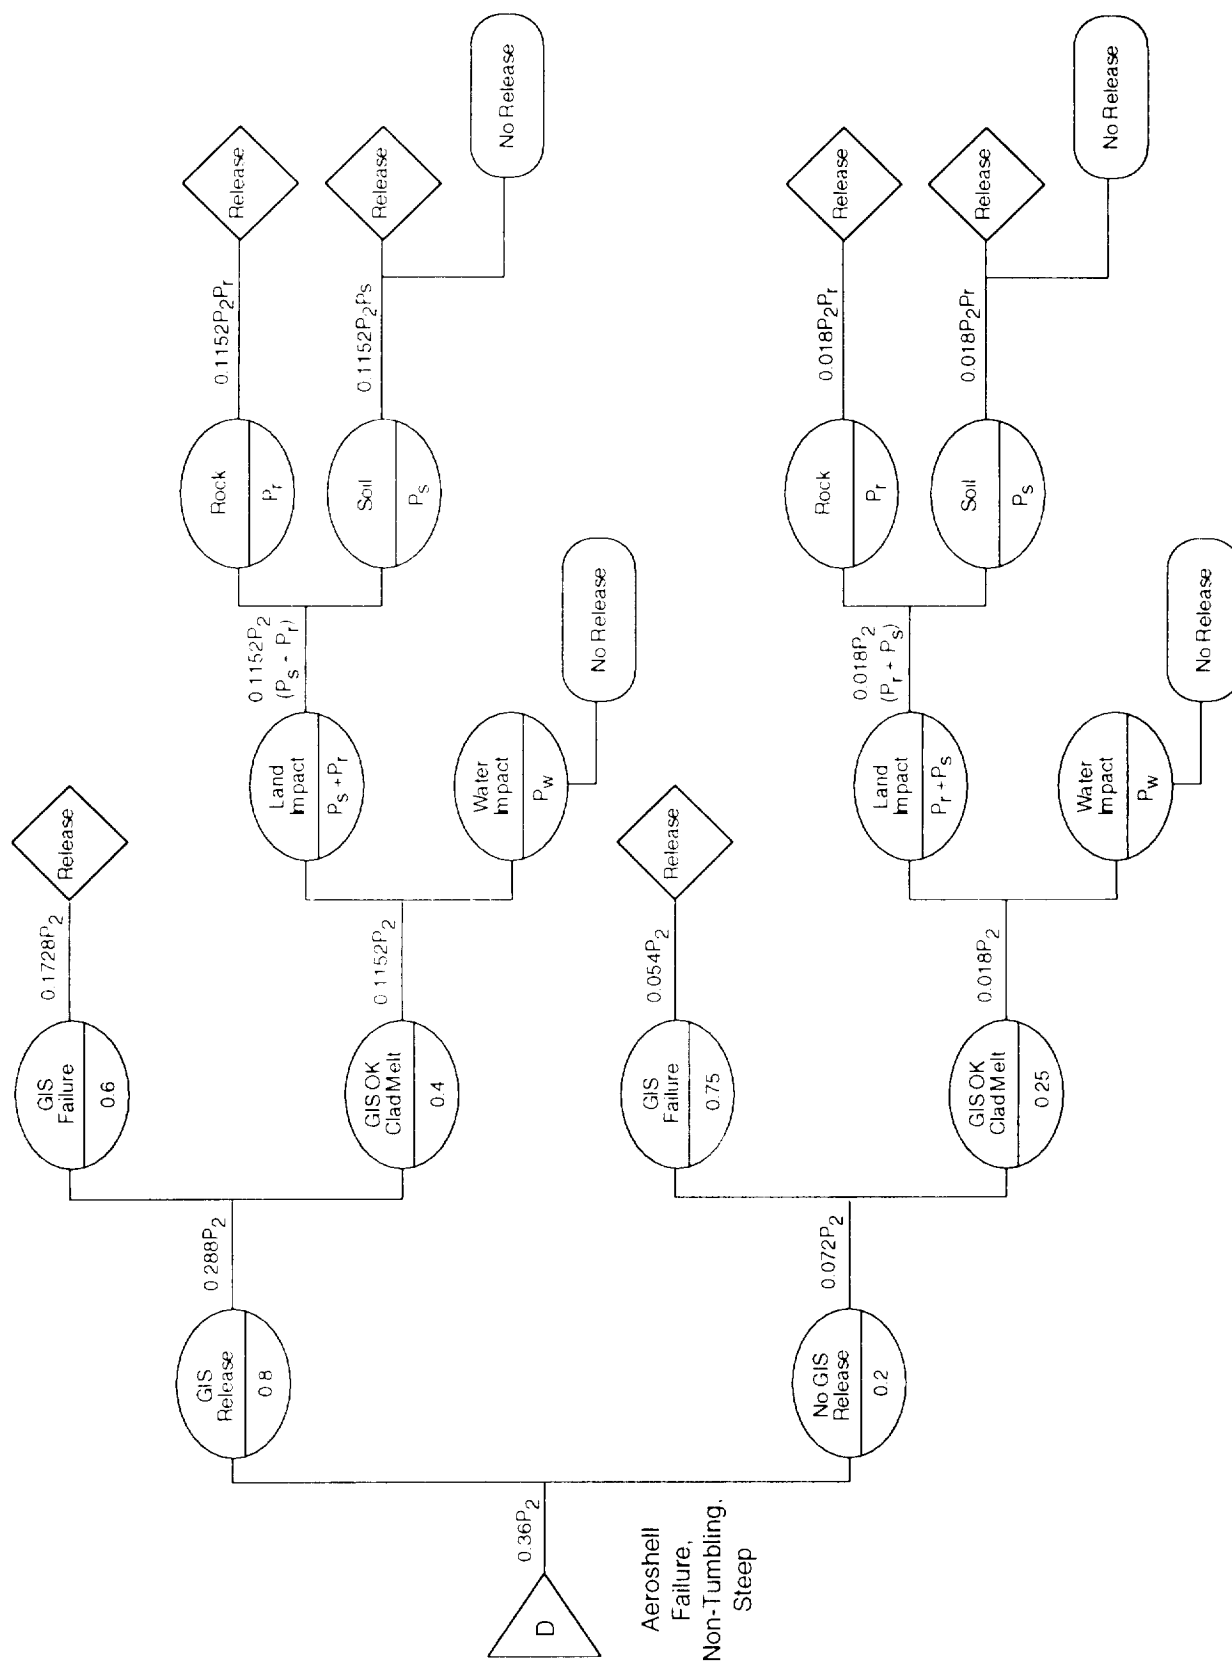 D
0.36P2
Aeroshell
Failure,
Non-Tumbling,
Steep
GIS
Release
0.8
0.288P2
GIS
Failure
0.6
0.1728P2
Release
GIS OK
Clad Melt
0.4
0.1152P2
Land
Impact
Ps + Pr
0.1152P2
(Ps - Pr)
Rock
Pr
0.1152P2Pr
Release
Soil
Ps
0.1152P2Ps
Release
No Release
Water
Impact
Pw
No Release
No GIS
Release
0.2
0.072P2
GIS
Failure
0.75
0.054P2
Release
GIS OK
Clad Melt
0.25
0.018P2
Land
Impact
Pr + Ps
0.018P2
(Pr + Ps)
Rock
Pr
0.018P2Pr
Release
Soil
Ps
0.018P2Pr
Release
No Release
Water
Impact
Pw
No Release